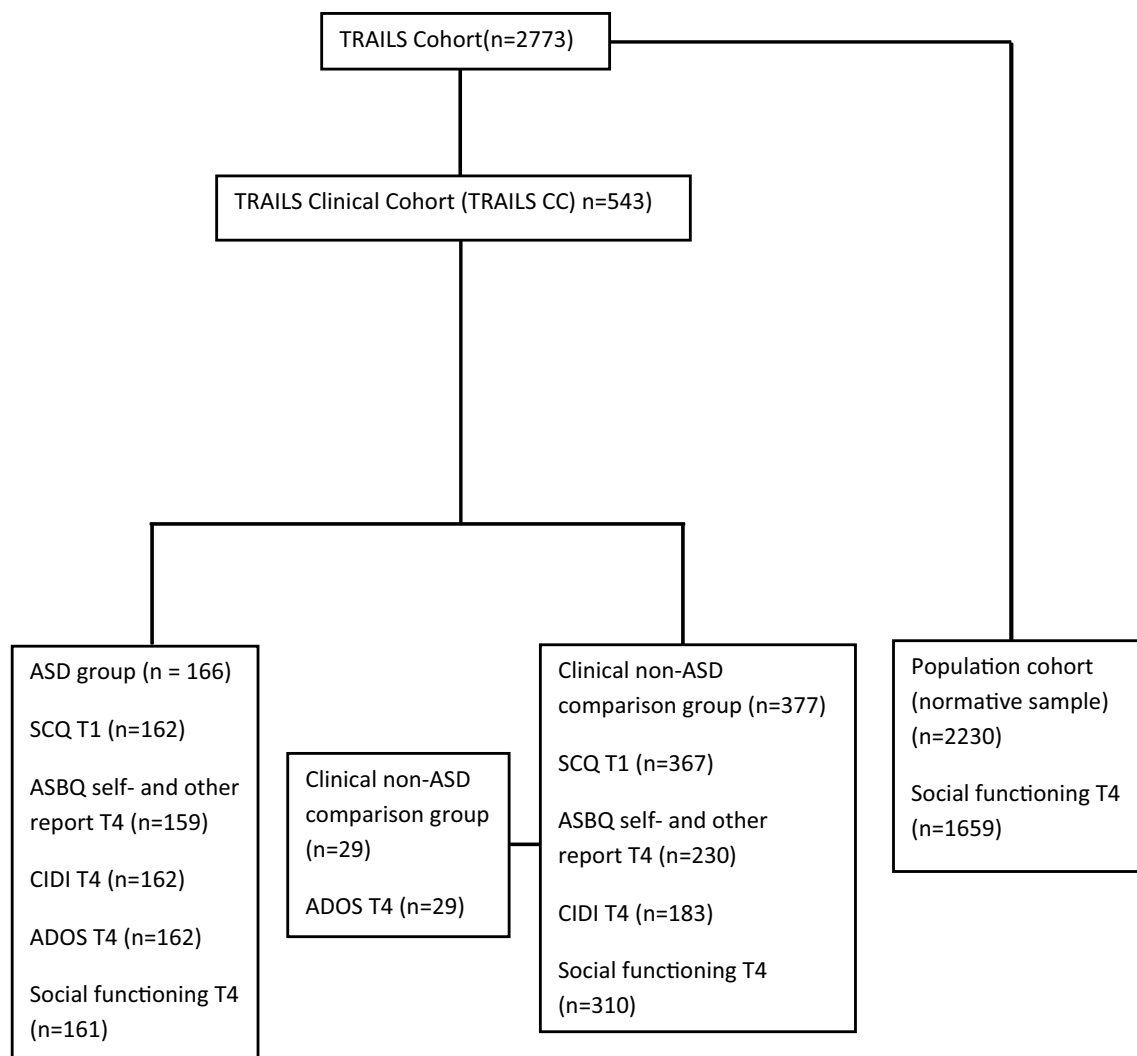 TRAILS Cohort(n=2773)
TRAILS Clinical Cohort (TRAILS CC) n=543)
ASD group (n = 166)
SCQ T1 (n=162)
ASBQ self- and other
report T4 (n=159)
CIDI T4 (n=162)
ADOS T4 (n=162)
Social functioning T4
(n=161)
Clinical non-ASD
comparison group
(n=29)
ADOS T4 (n=29)
Clinical non-ASD
comparison group (n=377)
SCQ T1 (n=367)
ASBQ self- and other
report T4 (n=230)
CIDI T4 (n=183)
Social functioning T4
(n=310)
Population cohort
(normative sample)
(n=2230)
Social functioning T4
(n=1659)